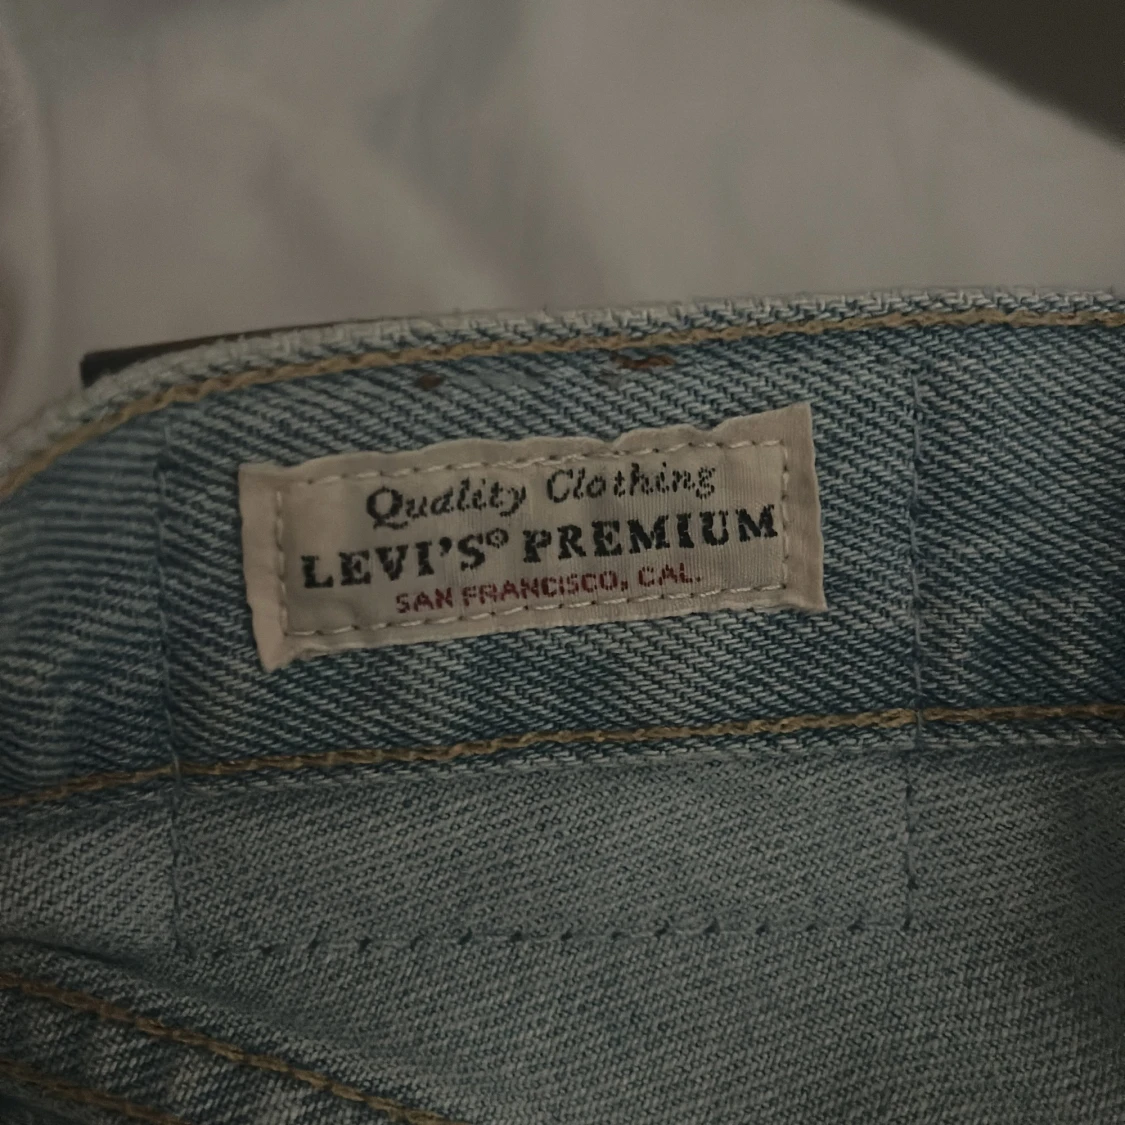 Quality Clothing
LEVI'S® PREMIUM
SAN FRANCISCO, CAL.